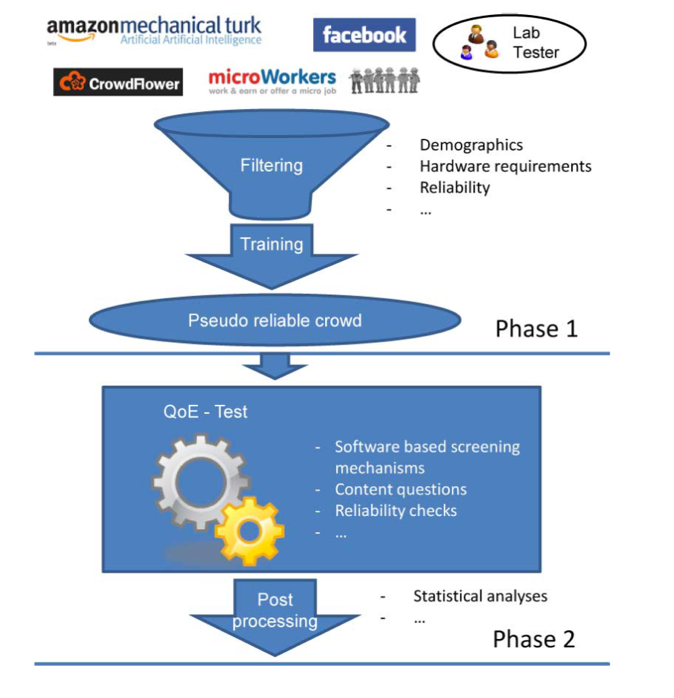 amazonmechanical turk
beta
Artificial Artificial Intelligence
facebook
Lab
Tester
CrowdFlower
microWorkers
work & earn or offer a micro job
Filtering
- Demographics
- Hardware requirements
- Reliability
- ...
Training
Pseudo reliable crowd
Phase 1
QoE - Test
- Software based screening
mechanisms
- Content questions
- Reliability checks
- ...
Post
processing
- Statistical analyses
- ...
Phase 2